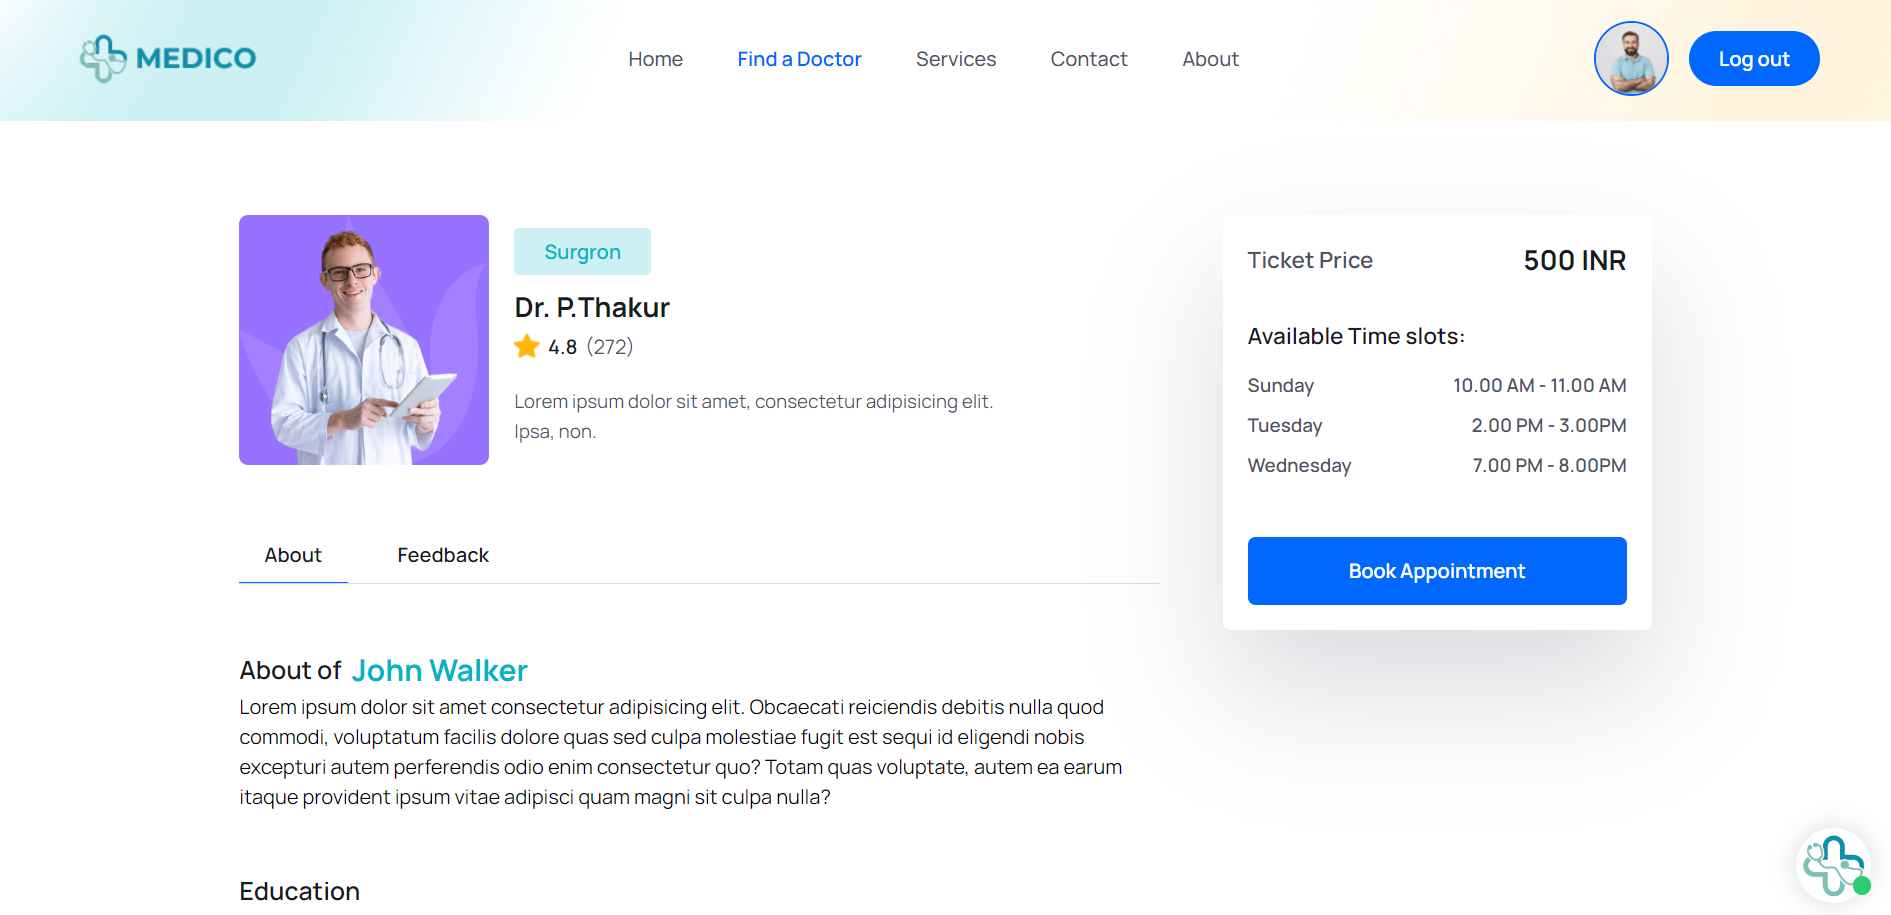 MEDICO
Home
Find a Doctor
Services
Contact
About
Log out
Surgron
Dr. P.Thakur
4.8 (272)
Lorem ipsum dolor sit amet, consectetur adipisicing elit.
Ipsa, non.
Ticket Price 500 INR
Available Time slots:
Sunday 10.00 AM - 11.00 AM
Tuesday 2.00 PM - 3.00PM
Wednesday 7.00 PM - 8.00PM
Book Appointment
About
Feedback
About of John Walker
Lorem ipsum dolor sit amet consectetur adipisicing elit. Obcaecati reiciendis debitis nulla quod
commodi, voluptatum facilis dolore quas sed culpa molestiae fugit est sequi id eligendi nobis
excepturi autem perferendis odio enim consectetur quo? Totam quas voluptate, autem ea earum
itaque provident ipsum vitae adipisci quam magni sit culpa nulla?
Education